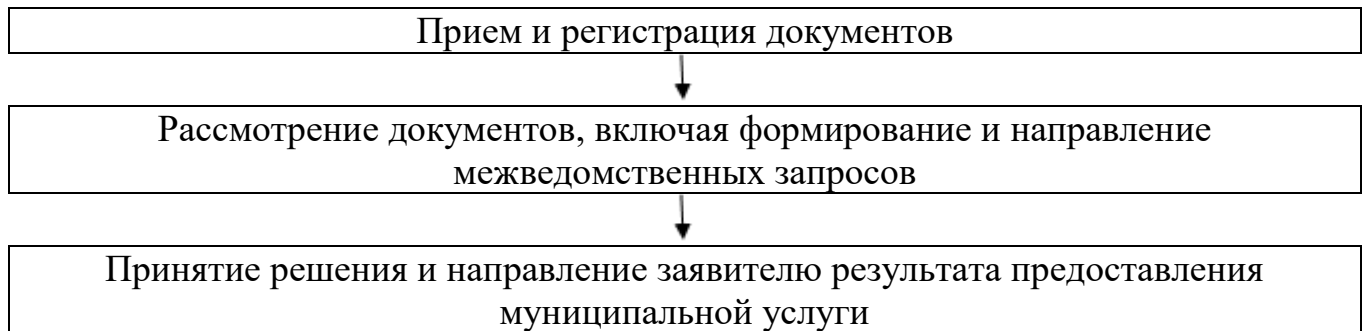 Прием и регистрация документов
Рассмотрение документов, включая формирование и направление
межведомственных запросов
Принятие решения и направление заявителю результата предоставления
муниципальной услуги